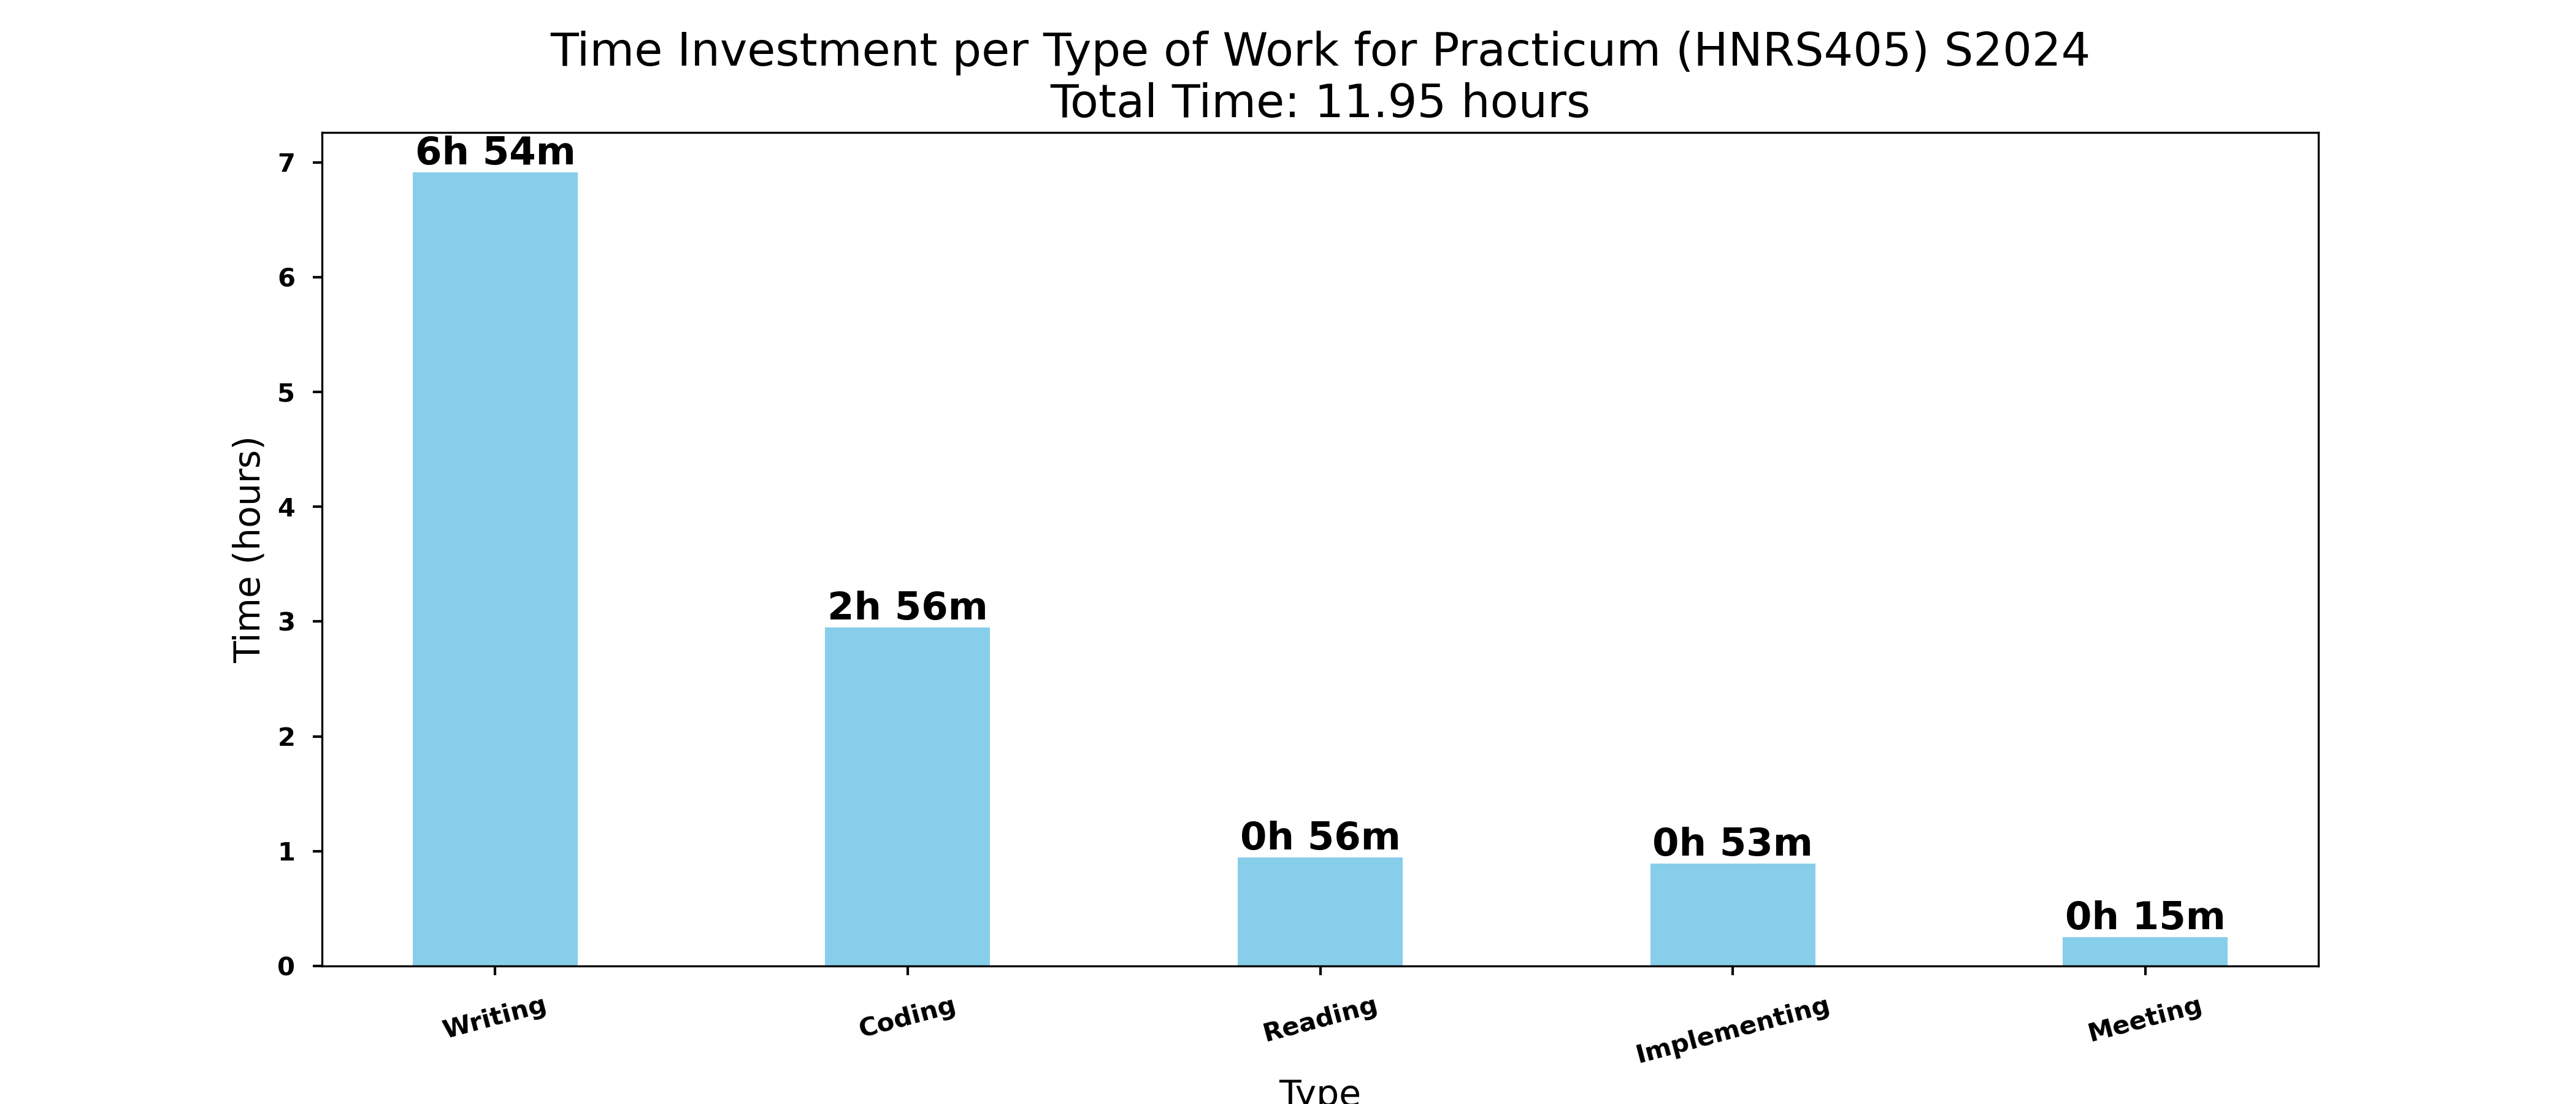 Time Investment per Type of Work for Practicum (HNRS405) S2024
Total Time: 11.95 hours
6h 54m
2h 56m
0h 56m
0h 53m
0h 15m
7
6
5
4
3
2
1
0
Time (hours)
Writing
Coding
Reading
Implementing
Meeting
Type